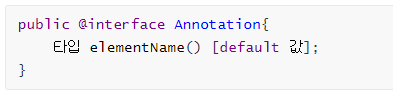 public @interface Annotation{
    타입 elementName() [default 값];
}